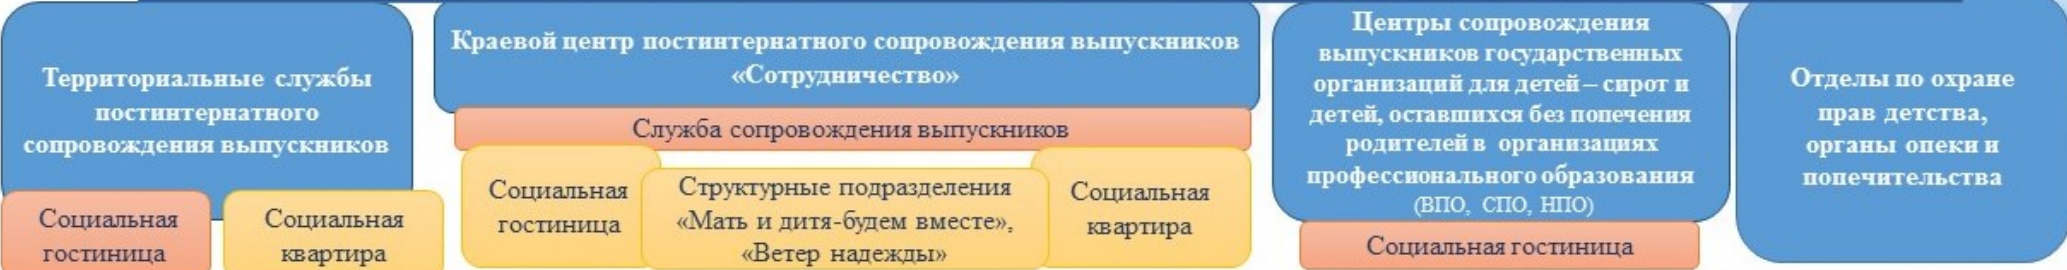 Территориальные службы
постинтернатного
сопровождения выпускников
Социальная
гостиница
Социальная
квартира
Краевой центр постинтернатного сопровождения выпускников
«Сотрудничество»
Служба сопровождения выпускников
Социальная
гостиница
Структурные подразделения
«Мать и дитя-будем вместе»,
«Ветер надежды»
Социальная
квартира
Центры сопровождения
выпускников государственных
организаций для детей – сирот и
детей, оставшихся без попечения
родителей в организациях
профессионального образования
(ВПО, СПО, НПО)
Социальная гостиница
Отделы по охране
прав детства,
органы опеки и
попечительства